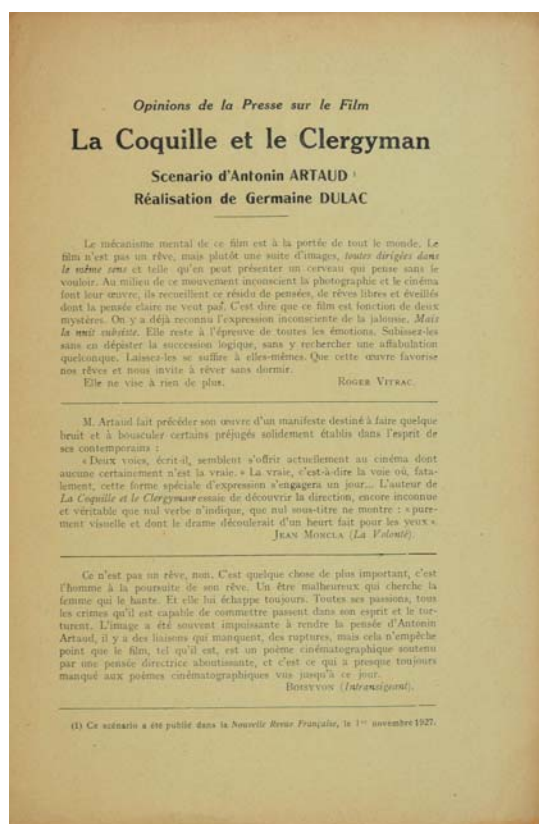 Opinions de la Presse sur le Film
La Coquille et le Clergyman
Scenario d'Antonin ARTAUD ¹
Réalisation de Germaine DULAC
Le mécanisme mental de ce film est à la portée de tout le monde. Le
film n'est pas un rêve, mais plutôt une suite d'images, toutes dirigées dans
le même sens et telle qu'en peut présenter un cerveau qui pense sans le
vouloir. Au milieu de ce mouvement inconscient la photographie et le cinéma
font leur œuvre, ils recueillent ce résidu de pensées, de rêves libres et éveillés
dont la pensée claire ne veut pas. C'est dire que ce film est fonction de deux
mystères. On y a déjà reconnu l'expression inconsciente de la jalousie. Mais
la nuit subsiste. Elle reste à l'épreuve de toutes les émotions. Subissez-les
sans en dépister la succession logique, sans y rechercher une affabulation
quelconque. Laissez-les se suffire à elles-mêmes. Que cette œuvre favorise
nos rêves et nous invite à rêver sans dormir.
Elle ne vise à rien de plus. ROGER VITRAC.
M. Artaud fait précéder son œuvre d'un manifeste destiné à faire quelque
bruit et à bousculer certains préjugés solidement établis dans l'esprit de
ses contemporains :
« Deux voies, écrit-il, semblent s'offrir actuellement au cinéma dont
aucune certainement n'est la vraie. » La vraie, c'est-à-dire la voie où, fata-
lement, cette forme spéciale d'expression s'engagera un jour... L'auteur de
La Coquille et le Clergyman essaie de découvrir la direction, encore inconnue
et véritable que nul verbe n'indique, que nul sous-titre ne montre : « pure-
ment visuelle et dont le drame découlerait d'un heurt fait pour les yeux ».
JEAN MONCLA (La Volonté).
Ce n'est pas un rêve, non. C'est quelque chose de plus important, c'est
l'homme à la poursuite de son rêve. Un être malheureux qui cherche la
femme qui le hante. Et elle lui échappe toujours. Toutes ses passions, tous
les crimes qu'il est capable de commettre passent dans son esprit et le tor-
turent. L'image a été souvent impuissante à rendre la pensée d'Antonin
Artaud, il y a des liaisons qui manquent, des ruptures, mais cela n'empêche
point que le film, tel qu'il est, est un poème cinématographique soutenu
par une pensée directrice aboutissante, et c'est ce qui a presque toujours
manqué aux poèmes cinématographiques vus jusqu'à ce jour.
BOISYVON (Intransigeant).
(1) Ce scénario a été publié dans la Nouvelle Revue Française, le 1er novembre 1927.